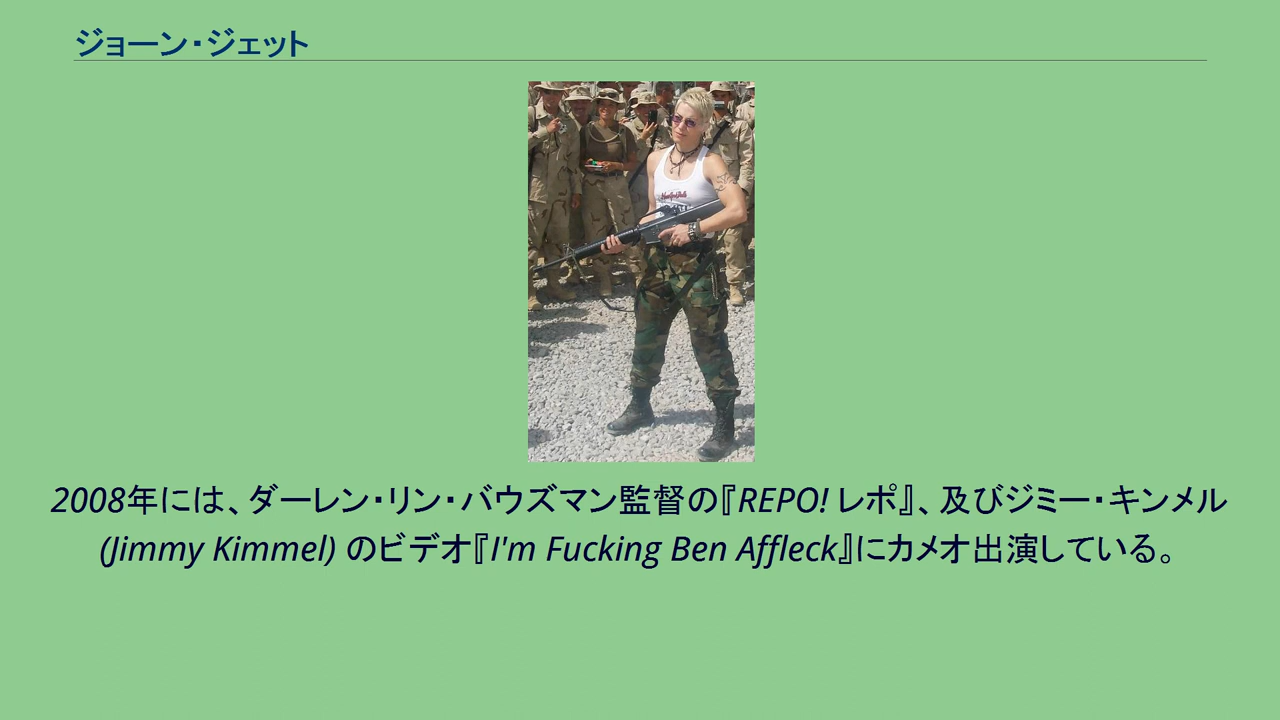 ジョーン・ジェット
2008年には、ダーレン・リン・バウズマン監督の『REPO! レポ』、及びジミー・キンメル
(Jimmy Kimmel) のビデオ『I'm Fucking Ben Affleck』にカメオ出演している。